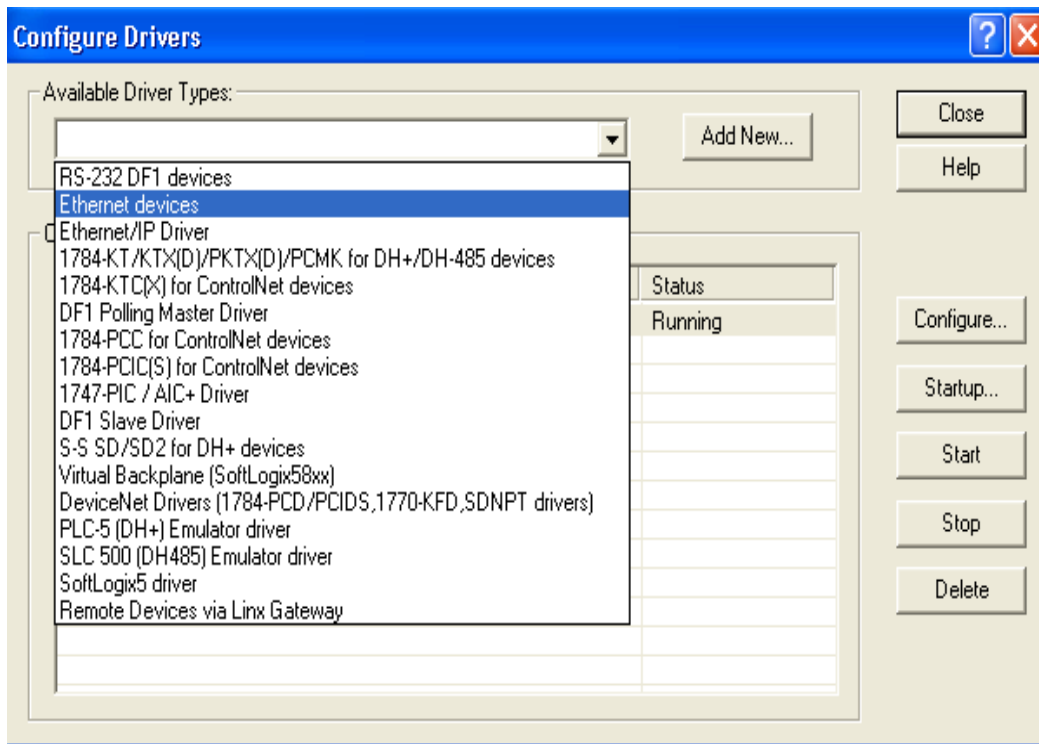 Configure Drivers
Available Driver Types:
Add New...
Close
Help
RS-232 DF1 devices
Ethernet devices
Ethernet/IP Driver
1784-KT/KTX(D)/PKTX(D)/PCMK for DH+/DH-485 devices
1784-KTC(X) for ControlNet devices
DF1 Polling Master Driver
1784-PCC for ControlNet devices
1784-PCIC(S) for ControlNet devices
1747-PIC / AIC+ Driver
DF1 Slave Driver
S-S SD/SD2 for DH+ devices
Virtual Backplane (SoftLogix58xx)
DeviceNet Drivers (1784-PCD/PCIDS,1770-KFD,SDNPT drivers)
PLC-5 (DH+) Emulator driver
SLC 500 (DH485) Emulator driver
SoftLogix5 driver
Remote Devices via Linx Gateway
Status
Running
Configure...
Startup...
Start
Stop
Delete